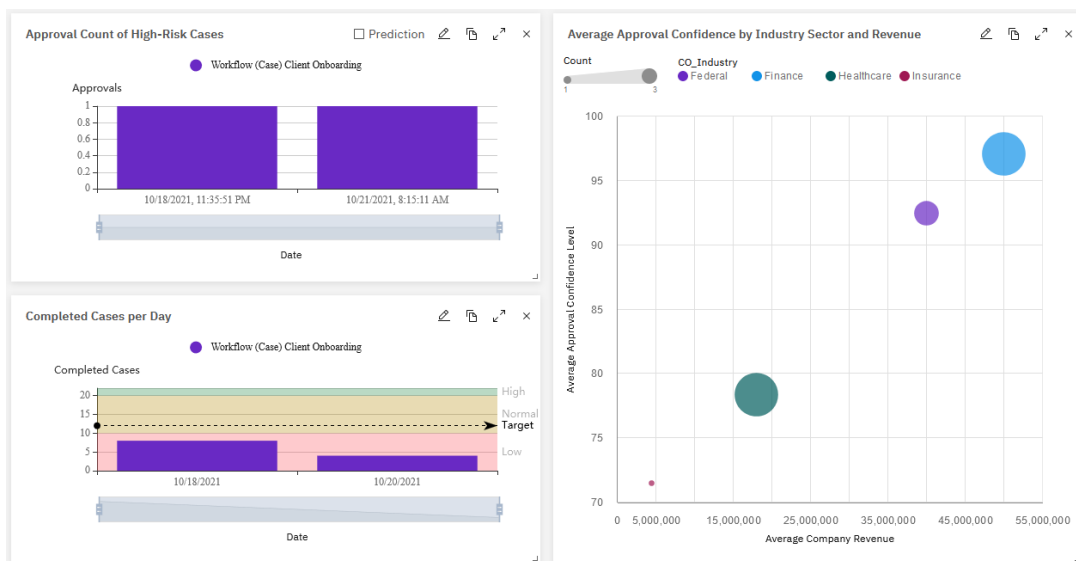 Approval Count of High-Risk Cases
Prediction
Workflow (Case) Client Onboarding
Approvals
1
0.8
0.6
0.4
0.2
0
10/18/2021, 11:35:51 PM 10/21/2021, 8:15:11 AM
Date
Completed Cases per Day
Workflow (Case) Client Onboarding
Completed Cases
High
20
15
Normal
Target
10
5
Low
0
10/18/2021 10/20/2021
Date
Average Approval Confidence by Industry Sector and Revenue
Count
1 3
CO_Industry
Federal Finance Healthcare Insurance
Average Approval Confidence Level
100
95
90
85
80
75
70
0 5,000,000 15,000,000 25,000,000 35,000,000 45,000,000 55,000,000
Average Company Revenue